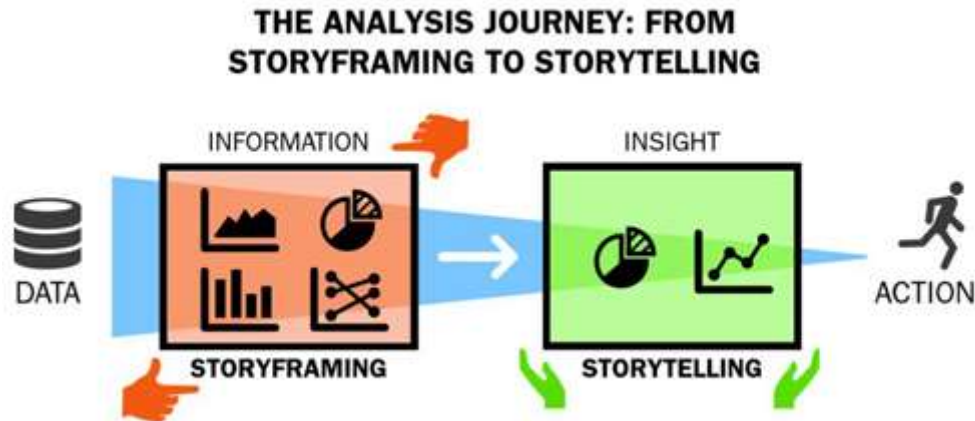 THE ANALYSIS JOURNEY: FROM
STORYFRAMING TO STORYTELLING
INFORMATION
INSIGHT
DATA
ACTION
STORYFRAMING
STORYTELLING